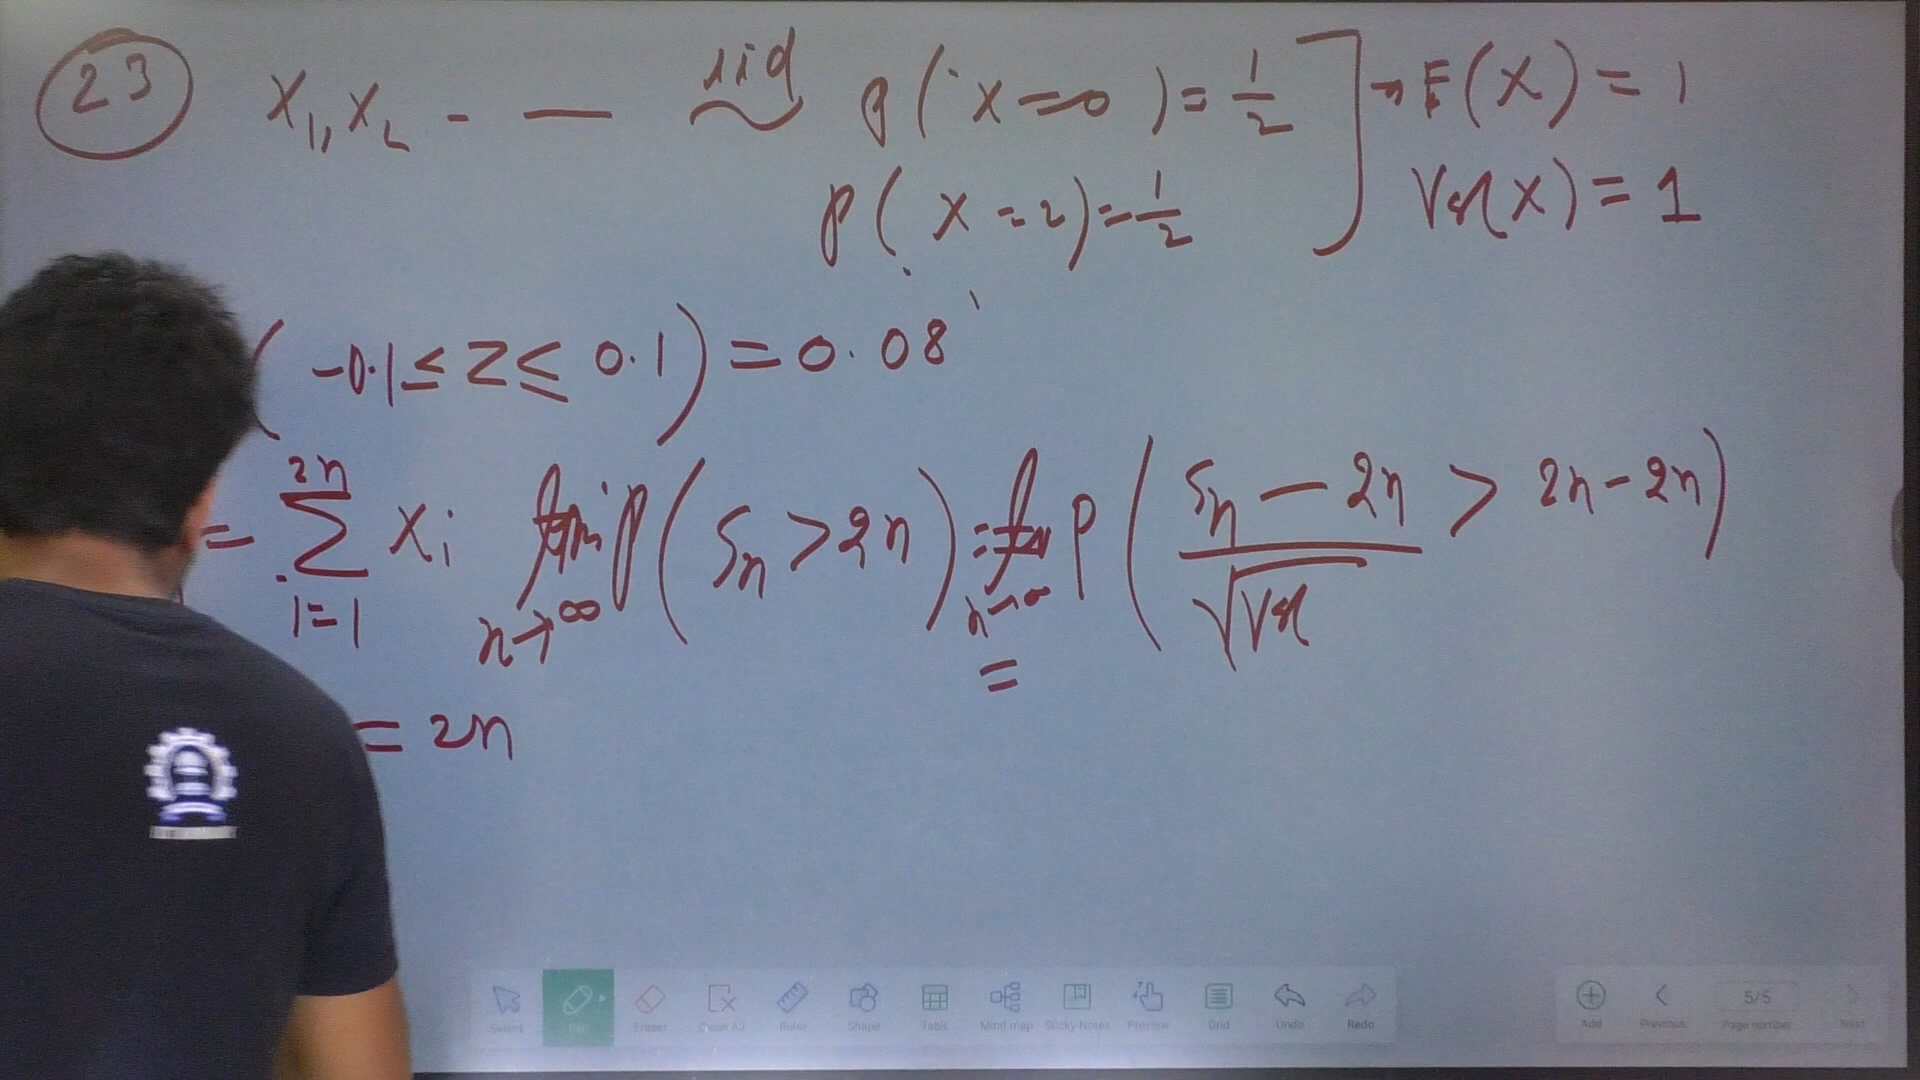 23 X₁, X₂ - — iid ~ P(X=0) = 1/2 ] → E(X) = 1
P(X=2) = 1/2 Var(X) = 1
(-0.1 ≤ Z ≤ 0.1) = 0.08
= ∑_{i=1}^{2n} Xᵢ lim_{n→∞} P(Sₙ > 2n) = lim_{n→∞} P((Sₙ - 2n)/√Var > 2n - 2n)
=
= 2n
Select Pen Eraser Clean All Ruler Shape Table Mind map Sticky Notes Preview Grid Undo Redo Add Previous 5/5 Page number Next